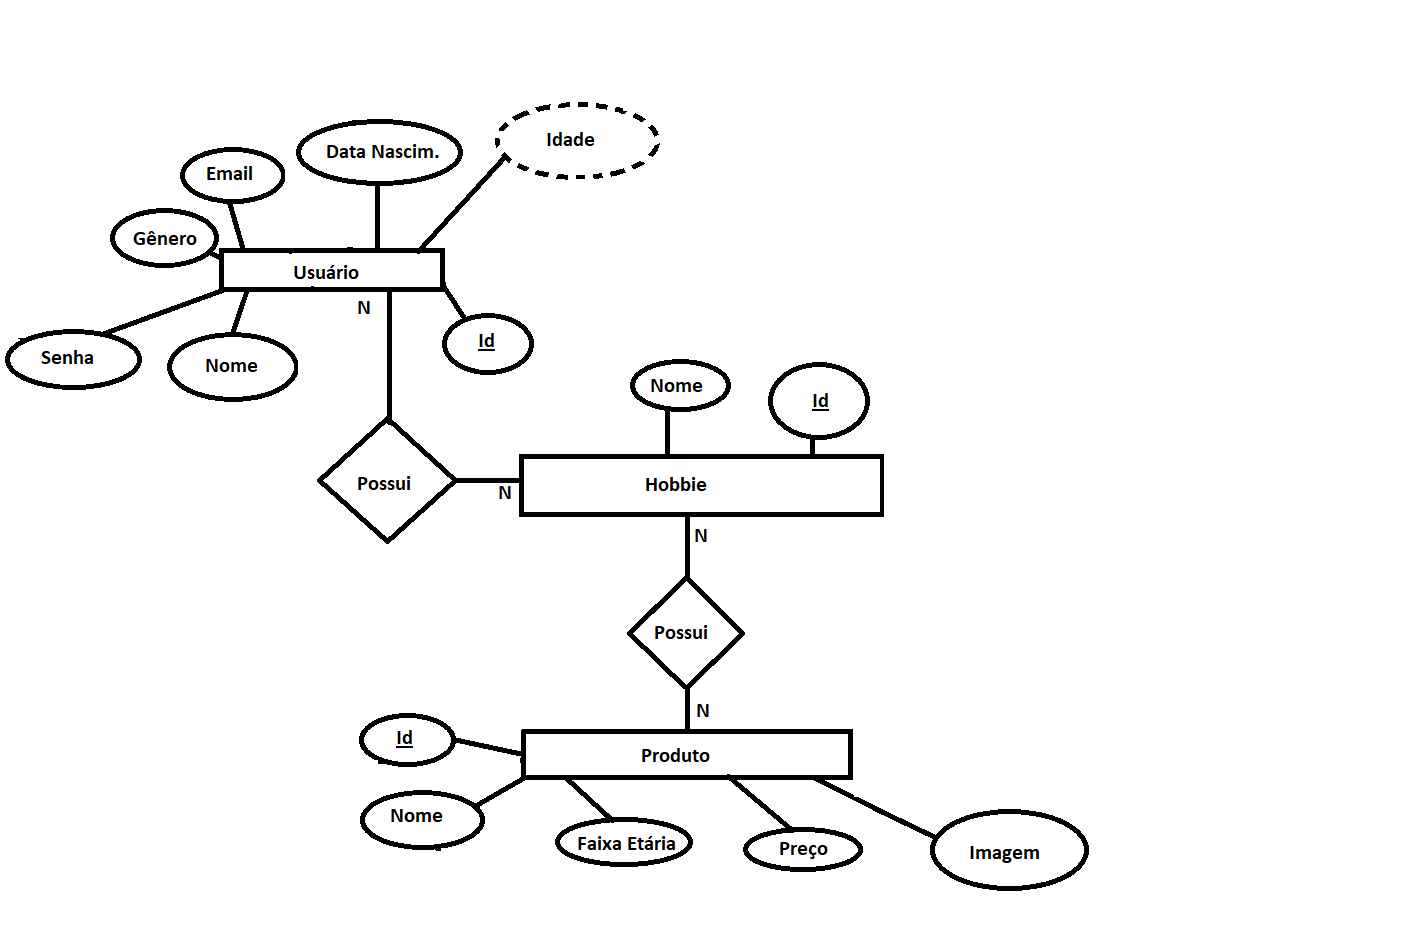 Idade
Data Nascim.
Email
Gênero
Usuário
N
Id
Senha
Nome
Nome
Id
Possui
N
Hobbie
N
Possui
N
Id
Produto
Nome
Faixa Etária
Preço
Imagem